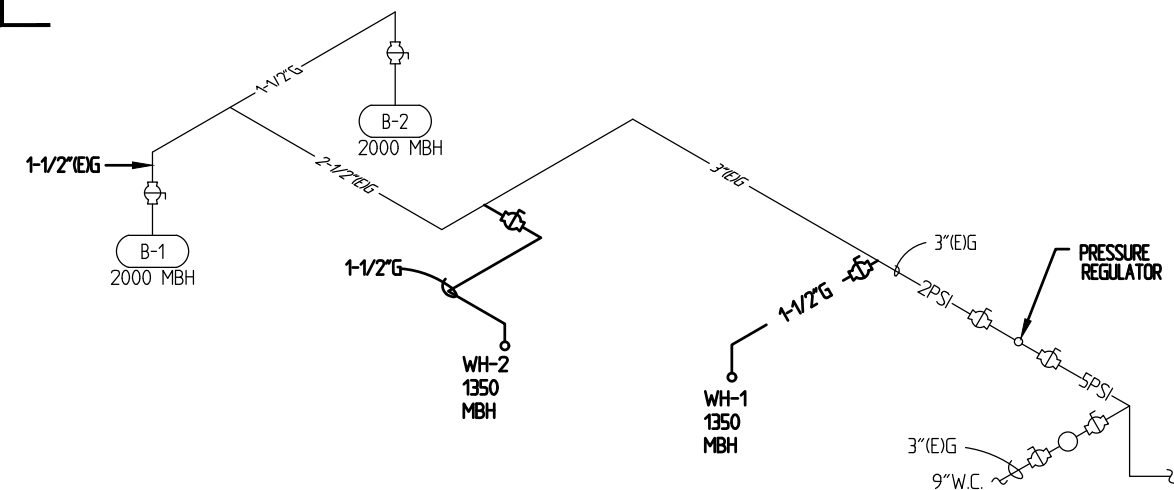 1-1/2"G
B-2
2000 MBH
1-1/2"(E)G
2-1/2"(E)G
3"(E)G
B-1
2000 MBH
1-1/2"G
3"(E)G
PRESSURE
REGULATOR
2PSI
1-1/2"G
WH-2
1350
MBH
WH-1
1350
MBH
5PSI
3"(E)G
9"W.C.